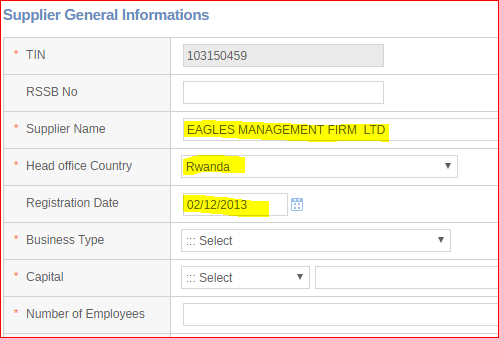 Supplier General Informations
* TIN 103150459
RSSB No
* Supplier Name EAGLES MANAGEMENT FIRM LTD
* Head office Country Rwanda
Registration Date 02/12/2013
* Business Type ::: Select
* Capital ::: Select
* Number of Employees